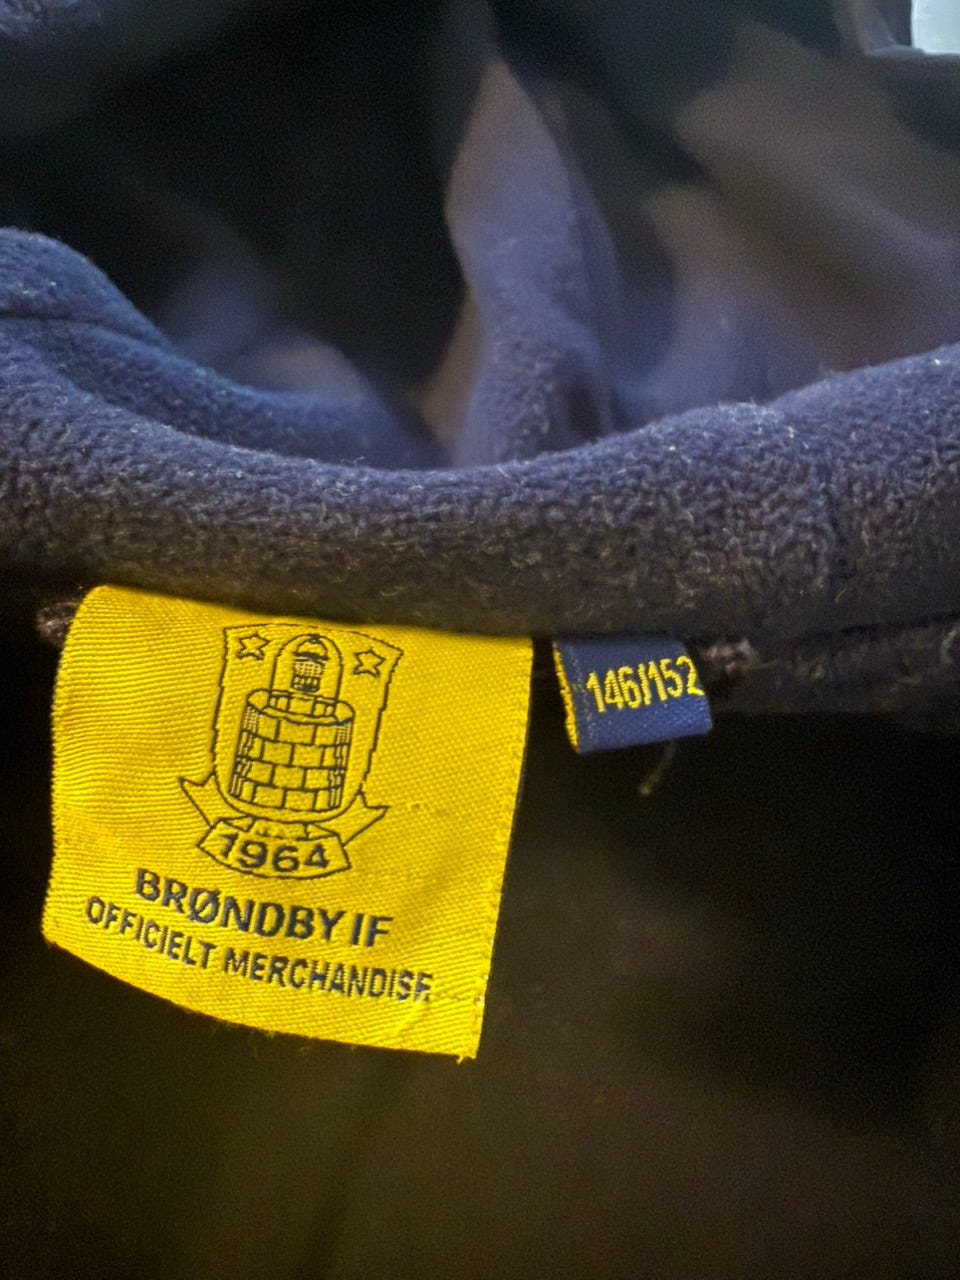 1964
BRØNDBY IF
OFFICIELT MERCHANDISE
146/152